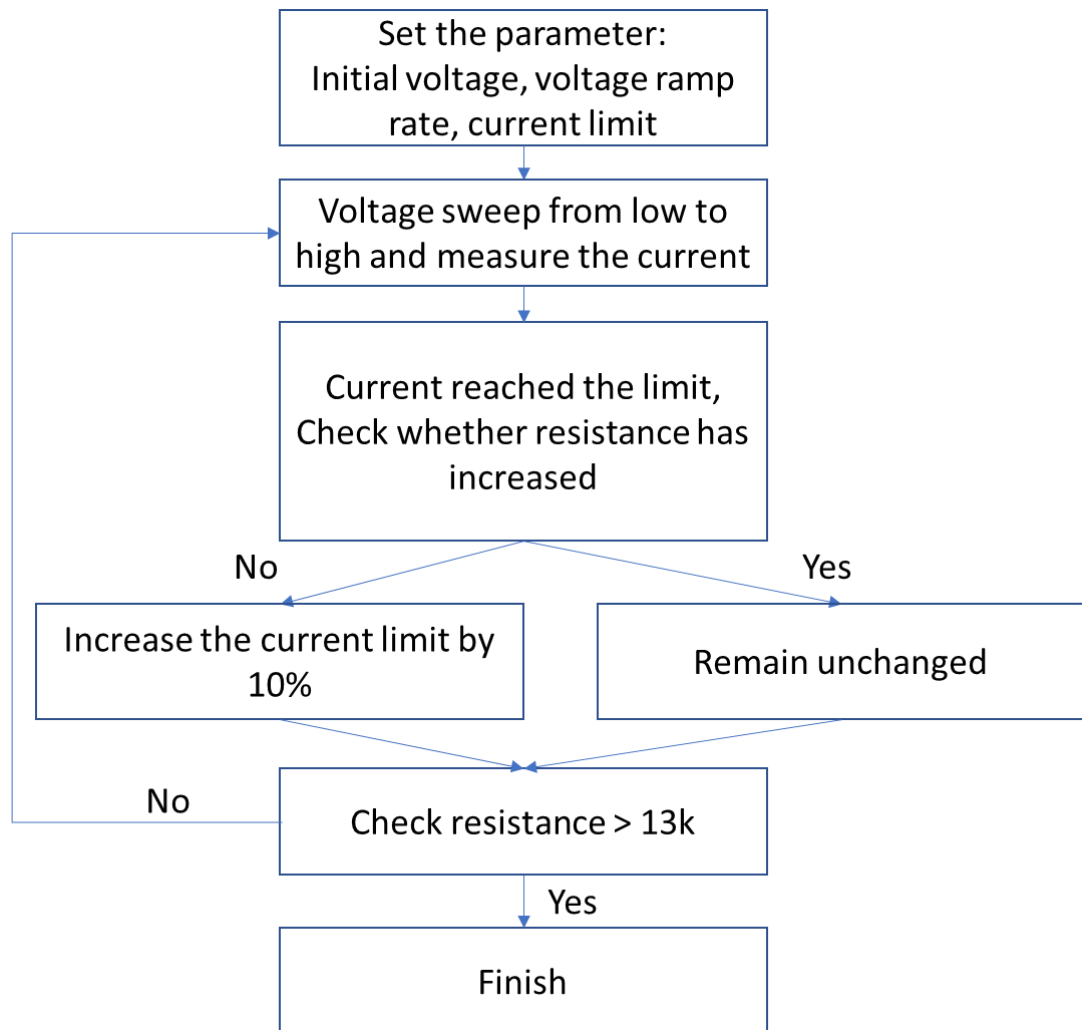 Set the parameter:
Initial voltage, voltage ramp
rate, current limit
Voltage sweep from low to
high and measure the current
Current reached the limit,
Check whether resistance has
increased
No
Yes
Increase the current limit by
10%
Remain unchanged
No
Check resistance > 13k
Yes
Finish